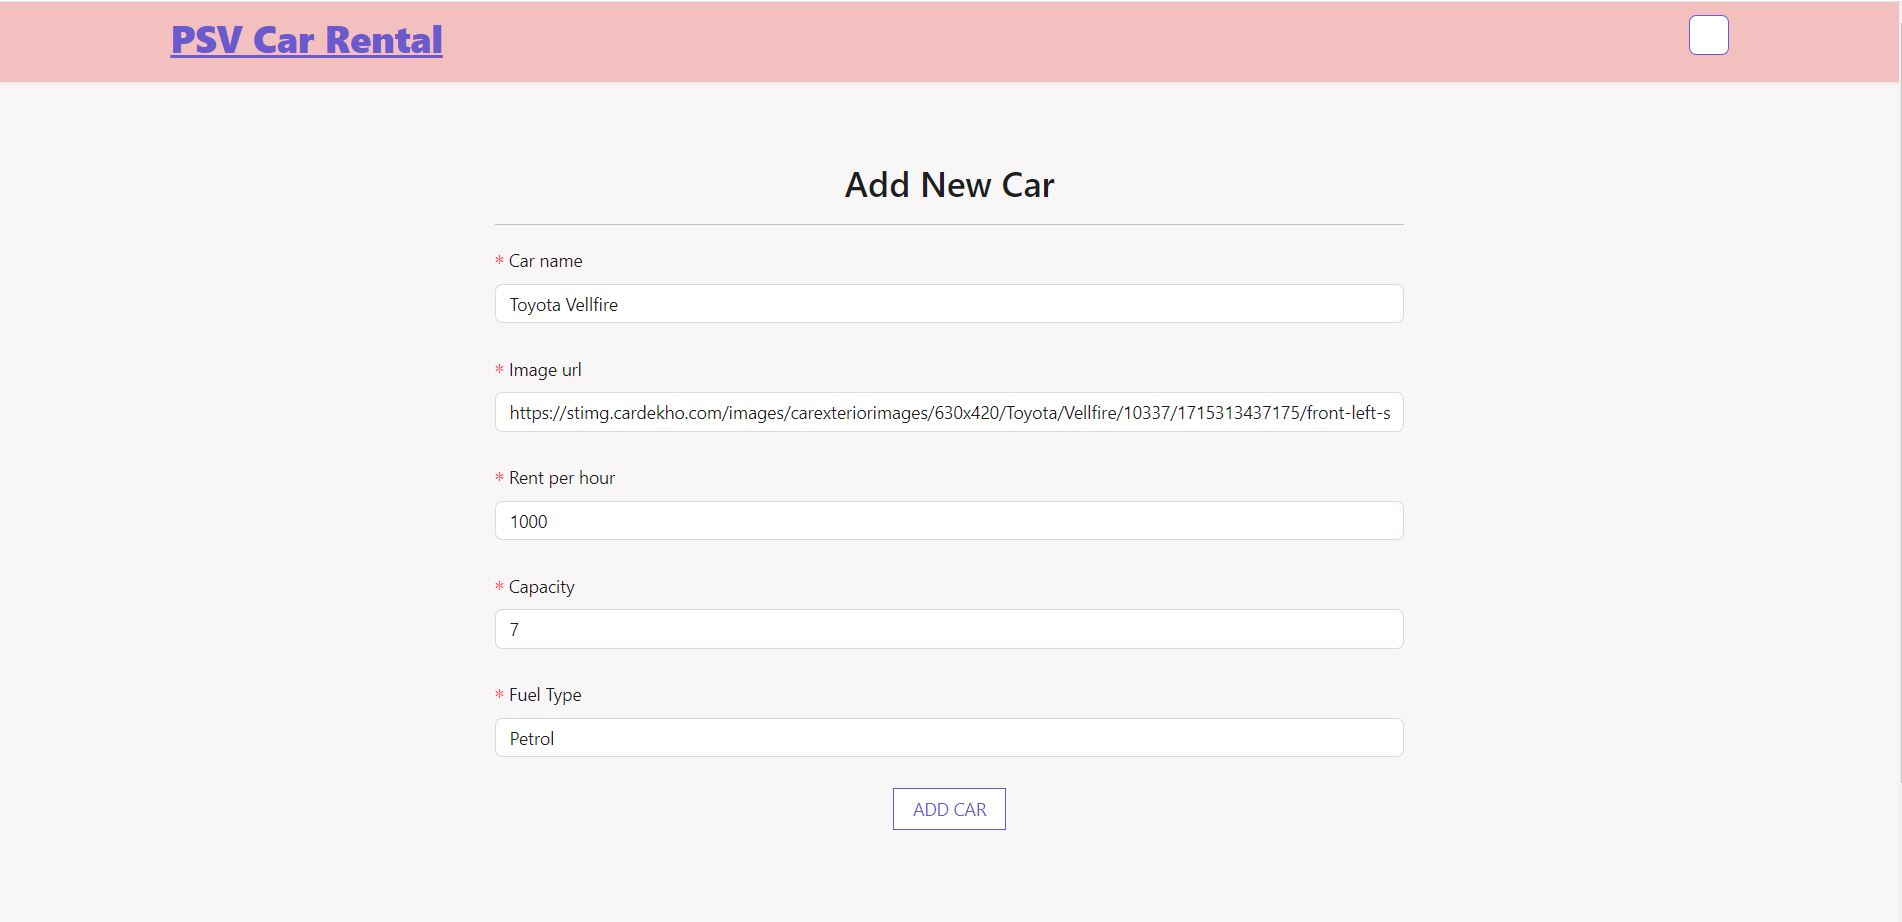 PSV Car Rental
Add New Car
* Car name
Toyota Vellfire
* Image url
https://stimg.cardekho.com/images/carexteriorimages/630x420/Toyota/Vellfire/10337/1715313437175/front-left-s
* Rent per hour
1000
* Capacity
7
* Fuel Type
Petrol
ADD CAR